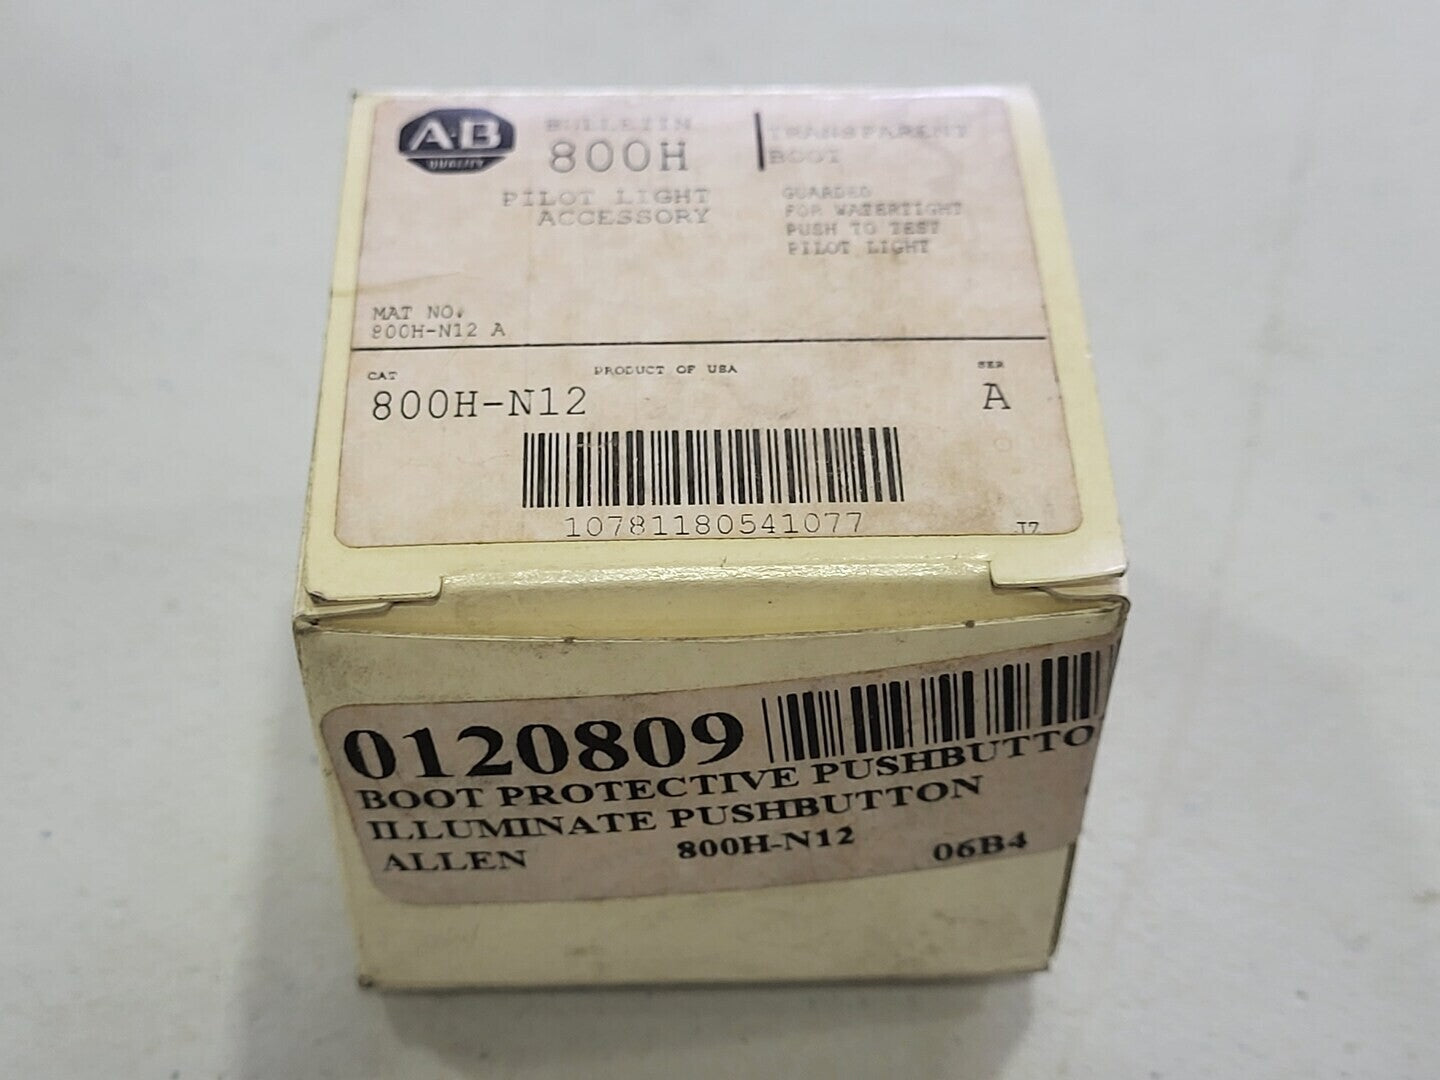 A-B
QUALITY
BULLETIN
800H
PILOT LIGHT
ACCESSORY
TRANSPARENT
BOOT
GUARDED
FOR WATERTIGHT
PUSH TO TEST
PILOT LIGHT
MAT NO.
800H-N12 A
CAT
PRODUCT OF USA
SER
800H-N12
A
10781180541077
J7
0120809
BOOT PROTECTIVE PUSHBUTTO
ILLUMINATE PUSHBUTTON
ALLEN 800H-N12 06B4